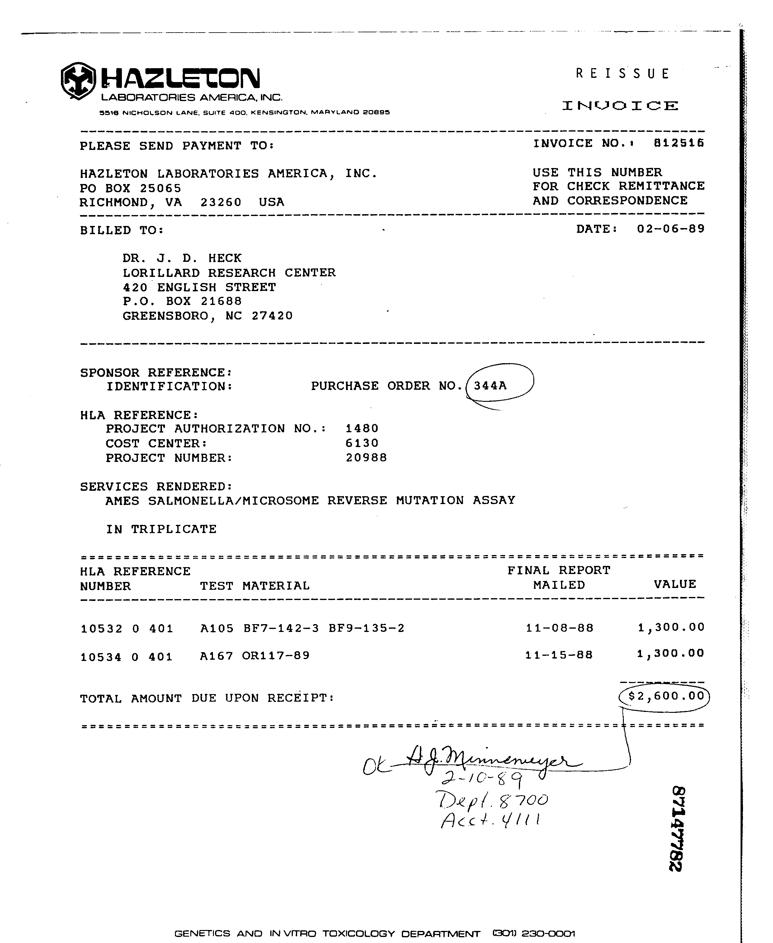 HAZLETON
LABORATORIES AMERICA, INC.
5516 NICHOLSON LANE, SUITE 400, KENSINGTON, MARYLAND 20895
REISSUE
INVOICE
PLEASE SEND PAYMENT TO:
INVOICE NO.: 812516
HAZLETON LABORATORIES AMERICA, INC.
PO BOX 25065
RICHMOND, VA 23260 USA
USE THIS NUMBER
FOR CHECK REMITTANCE
AND CORRESPONDENCE
BILLED TO:
DATE: 02-06-89
DR. J. D. HECK
LORILLARD RESEARCH CENTER
420 ENGLISH STREET
P.O. BOX 21688
GREENSBORO, NC 27420
SPONSOR REFERENCE:
IDENTIFICATION: PURCHASE ORDER NO. 344A
HLA REFERENCE:
PROJECT AUTHORIZATION NO.: 1480
COST CENTER: 6130
PROJECT NUMBER: 20988
SERVICES RENDERED:
AMES SALMONELLA/MICROSOME REVERSE MUTATION ASSAY
IN TRIPLICATE
HLA REFERENCE FINAL REPORT
NUMBER TEST MATERIAL MAILED VALUE
10532 0 401 A105 BF7-142-3 BF9-135-2 11-08-88 1,300.00
10534 0 401 A167 OR117-89 11-15-88 1,300.00
TOTAL AMOUNT DUE UPON RECEIPT: $2,600.00
OK H.J. Minnemeyer
2-10-89
Dept. 8700
Acct. 4111
87147782
GENETICS AND IN VITRO TOXICOLOGY DEPARTMENT (301) 230-0001